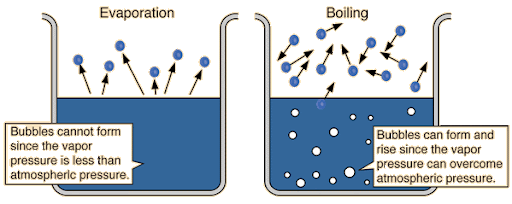 Evaporation
Boiling
Bubbles cannot form
since the vapor
pressure is less than
atmospheric pressure.
Bubbles can form and
rise since the vapor
pressure can overcome
atmospheric pressure.